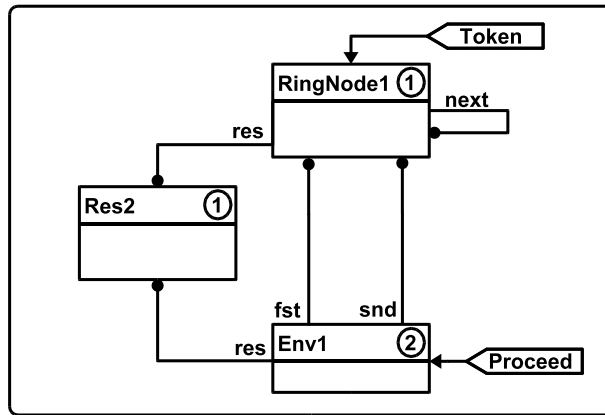 Token
RingNode1 1
next
res
Res2 1
fst snd
res Env1 2
Proceed